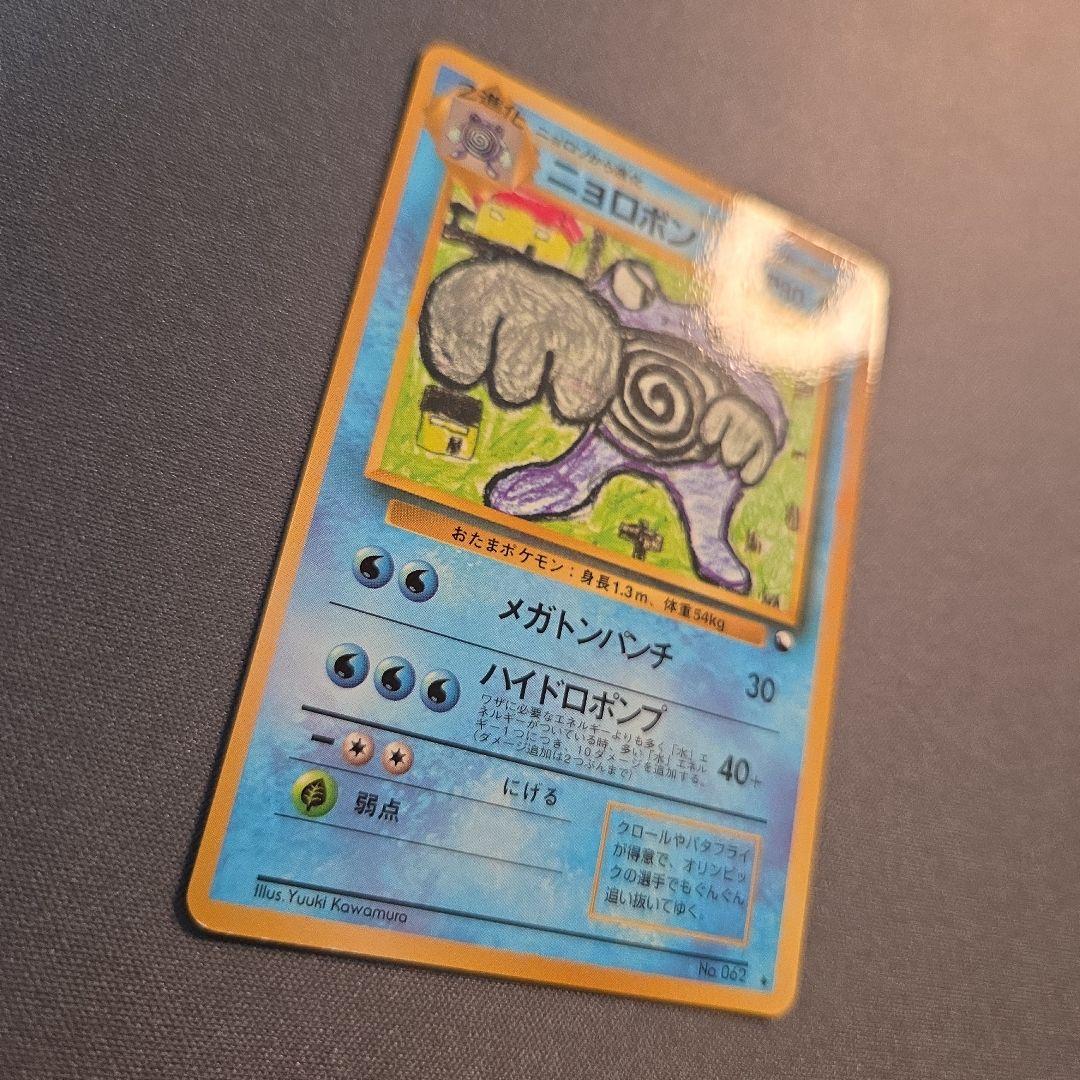 2進化
ニョロゾから進化
ニョロボン
おたまポケモン：身長1.3m、体重54kg
メガトンパンチ
30
ハイドロポンプ
ワザに必要なエネルギーよりも多く「水」エ
ネルギーがついている時、多い「水」エネル
ギー1つにつき、10ダメージを追加する。
（ダメージ追加は2つぶんまで）
40+
にげる
弱点
クロールやバタフライ
が得意で、オリンピッ
クの選手でもぐんぐん
追い抜いてゆく。
Illus. Yuuki Kawamura
No. 062